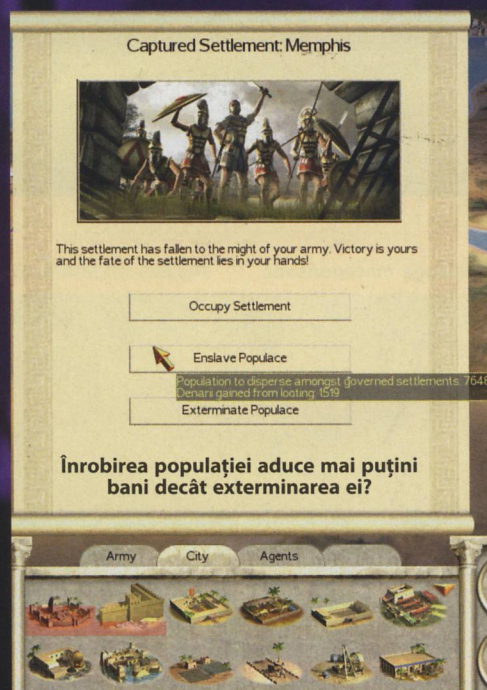 Captured Settlement: Memphis
This settlement has fallen to the might of your army. Victory is yours
and the fate of the settlement lies in your hands!
Occupy Settlement
Enslave Populace
Population to disperse amongst governed settlements: 7648
Denarii gained from looting: 1519
Exterminate Populace
Înrobirea populației aduce mai puțini
bani decât exterminarea ei?
Army
City
Agents